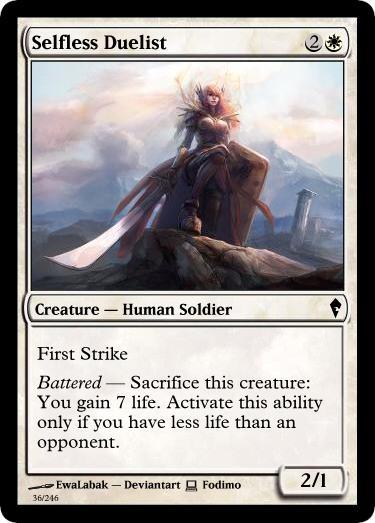 Selfless Duelist 2
Creature — Human Soldier
First Strike
Battered — Sacrifice this creature:
You gain 7 life. Activate this ability
only if you have less life than an
opponent.
EwaLabak — Deviantart Fodimo
2/1
36/246